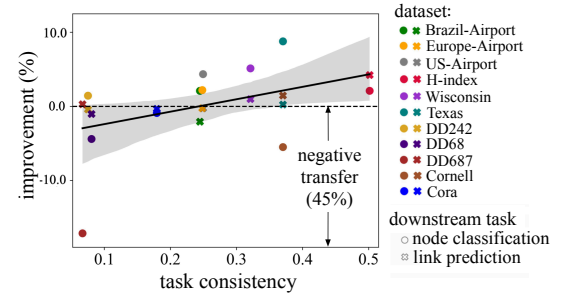 dataset:
10.0
0.0
-10.0
improvement (%)
negative
transfer
(45%)
0.1
0.2
0.3
0.4
0.5
task consistency
Brazil-Airport
Europe-Airport
US-Airport
H-index
Wisconsin
Texas
DD242
DD68
DD687
Cornell
Cora
downstream task
node classification
link prediction